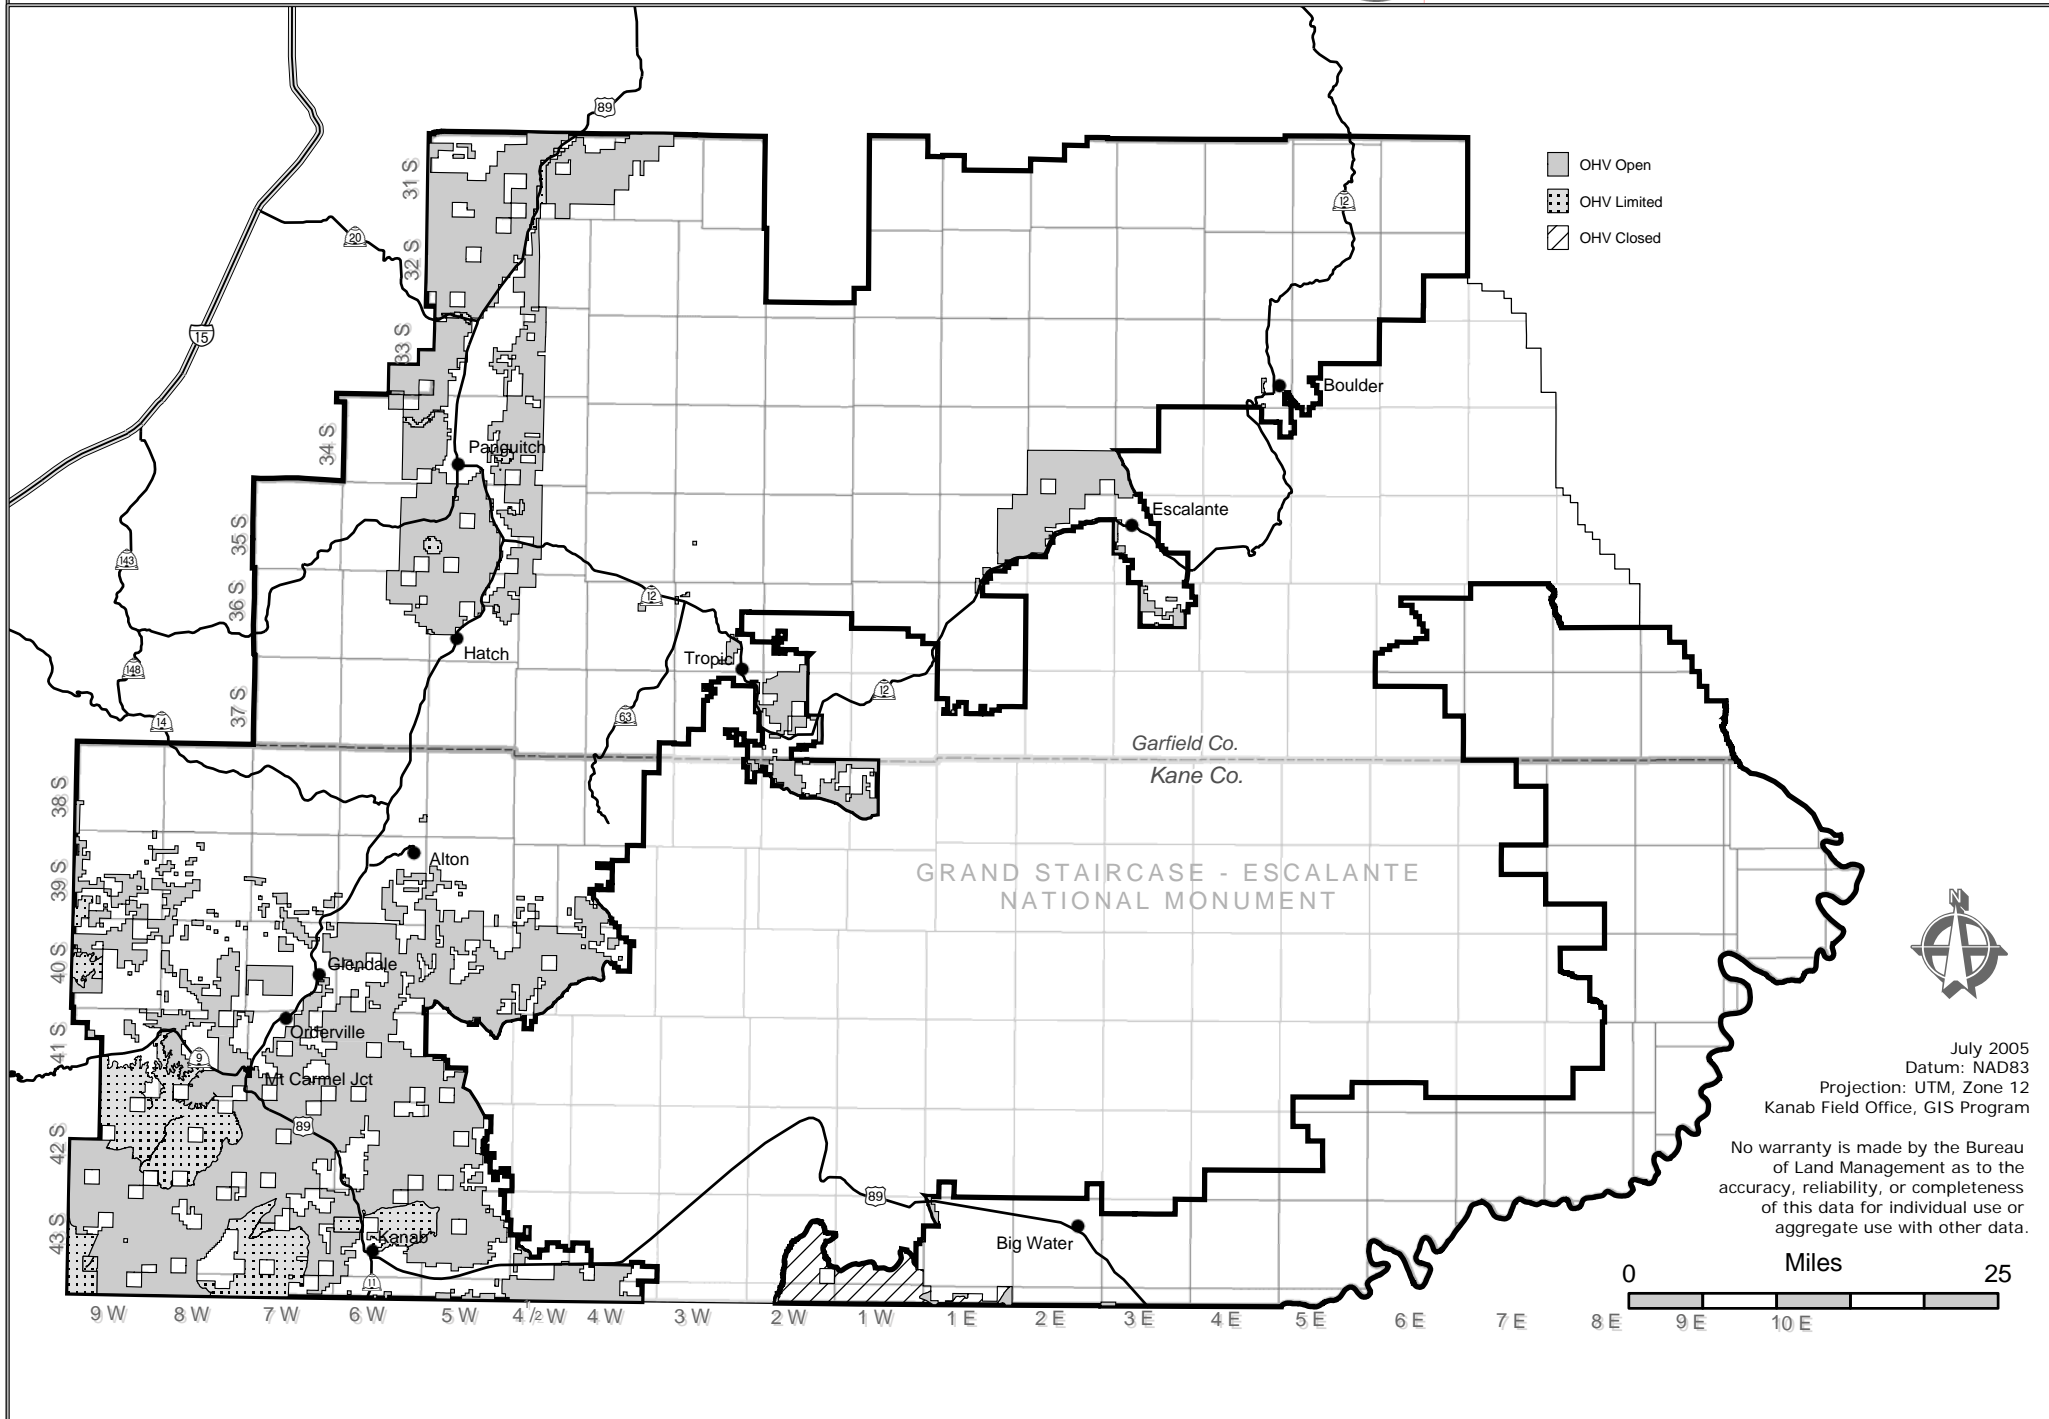 89
31 S
OHV Open
OHV Limited
OHV Closed
12
20
32 S
15
33 S
Boulder
34 S
Panguitch
Escalante
35 S
143
12
36 S
Hatch
Tropic
148
12
37 S
14
63
Garfield Co.
Kane Co.
38 S
Alton
39 S
GRAND STAIRCASE - ESCALANTE
NATIONAL MONUMENT
N
40 S
Glendale
Orderville
41 S
9
Mt Carmel Jct
July 2005
Datum: NAD83
Projection: UTM, Zone 12
Kanab Field Office, GIS Program
89
42 S
No warranty is made by the Bureau
of Land Management as to the
accuracy, reliability, or completeness
of this data for individual use or
aggregate use with other data.
89
43 S
Kanab
Big Water
11
Miles
0 25
9 W 8 W 7 W 6 W 5 W 4 1/2 W 4 W 3 W 2 W 1 W 1 E 2 E 3 E 4 E 5 E 6 E 7 E 8 E 9 E 10 E